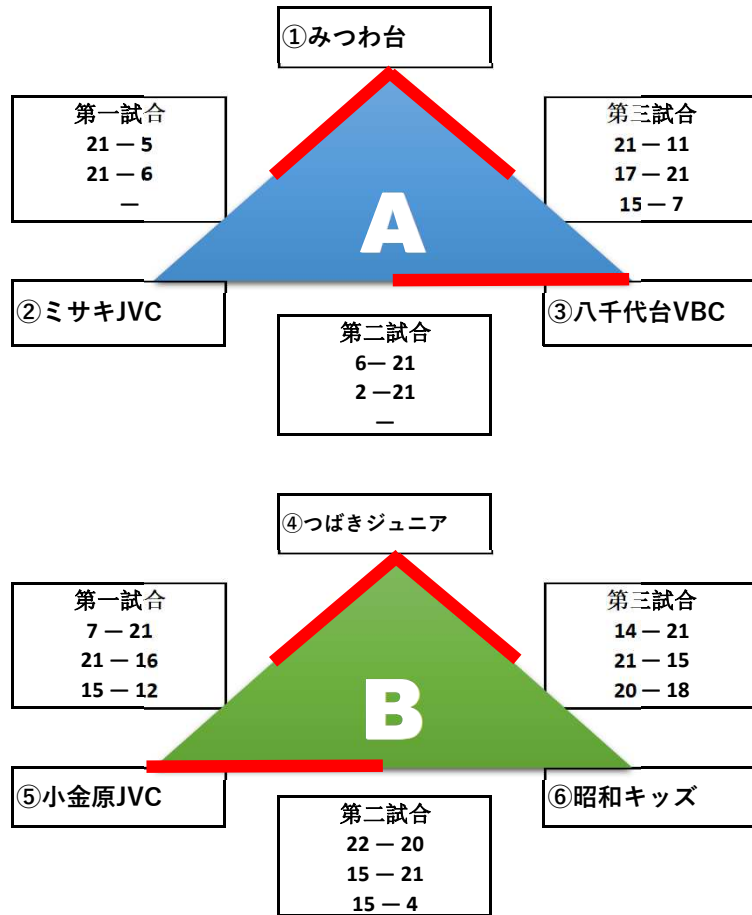 ①みつわ台
第一試合
21 ― 5
21 ― 6
―
第三試合
21 ― 11
17 ― 21
15 ― 7
A
②ミサキJVC
③八千代台VBC
第二試合
6― 21
2 ―21
―
④つばきジュニア
第一試合
7 ― 21
21 ― 16
15 ― 12
第三試合
14 ― 21
21 ― 15
20 ― 18
B
⑤小金原JVC
⑥昭和キッズ
第二試合
22 ― 20
15 ― 21
15 ― 4